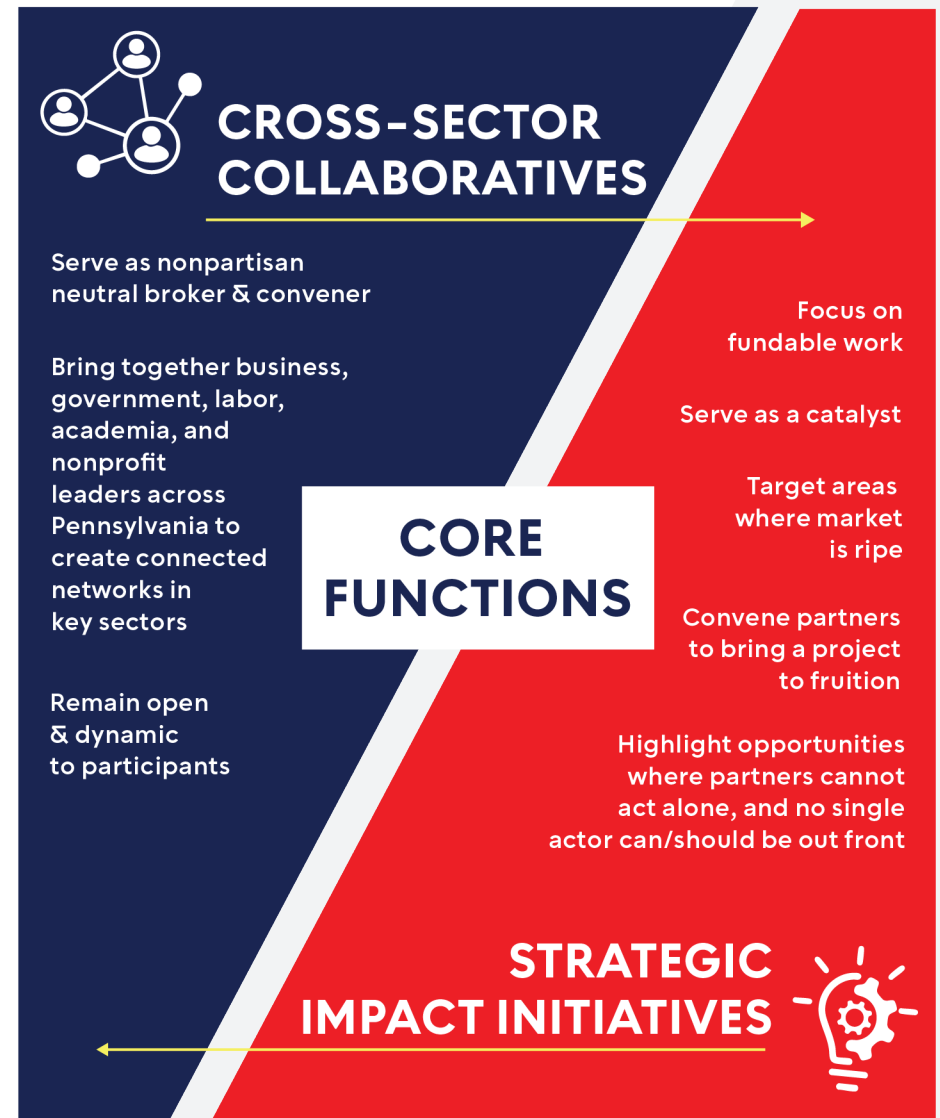 CROSS-SECTOR
COLLABORATIVES
Serve as nonpartisan
neutral broker & convener
Bring together business,
government, labor,
academia, and
nonprofit
leaders across
Pennsylvania to
create connected
networks in
key sectors
Remain open
& dynamic
to participants
CORE
FUNCTIONS
Focus on
fundable work
Serve as a catalyst
Target areas
where market
is ripe
Convene partners
to bring a project
to fruition
Highlight opportunities
where partners cannot
act alone, and no single
actor can/should be out front
STRATEGIC
IMPACT INITIATIVES